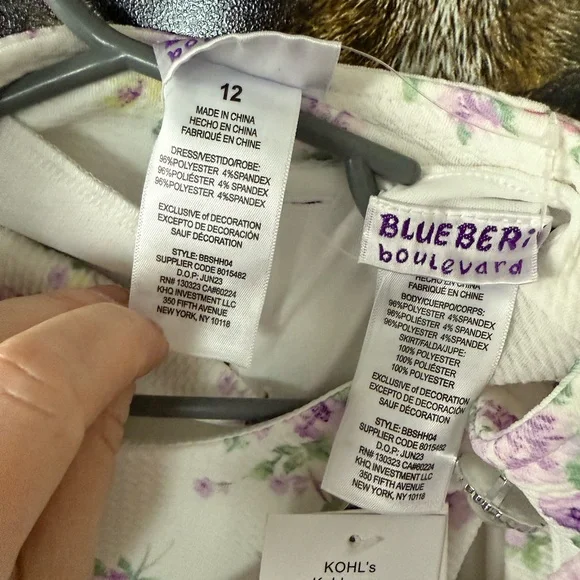 12
MADE IN CHINA
HECHO EN CHINA
FABRIQUÉ EN CHINE
DRESS/VESTIDO/ROBE:
96%POLYESTER 4%SPANDEX
96%POLIÉSTER 4%SPANDEX
96%POLYESTER 4%SPANDEX
EXCLUSIVE of DECORATION
EXCEPTO DE DECORACIÓN
SAUF DÉCORATION
STYLE: BBSHH04
SUPPLIER CODE 8015482
D.O.P: JUN23
RN# 130323 CA#60224
KHQ INVESTMENT LLC
350 FIFTH AVENUE
NEW YORK, NY 10118
BLUEBERi
boulevard
HECHO EN CHINA
FABRIQUÉ EN CHINE
BODY/CUERPO/CORPS:
96%POLYESTER 4%SPANDEX
96%POLIÉSTER 4%SPANDEX
96%POLYESTER 4%SPANDEX
SKIRT/FALDA/JUPE:
100% POLYESTER
100% POLIÉSTER
100% POLYESTER
EXCLUSIVE of DECORATION
EXCEPTO DE DECORACIÓN
SAUF DÉCORATION
STYLE: BBSHH04
SUPPLIER CODE 8015482
D.O.P: JUN23
RN# 130323 CA#60224
KHQ INVESTMENT LLC
350 FIFTH AVENUE
NEW YORK, NY 10118
KOHL's